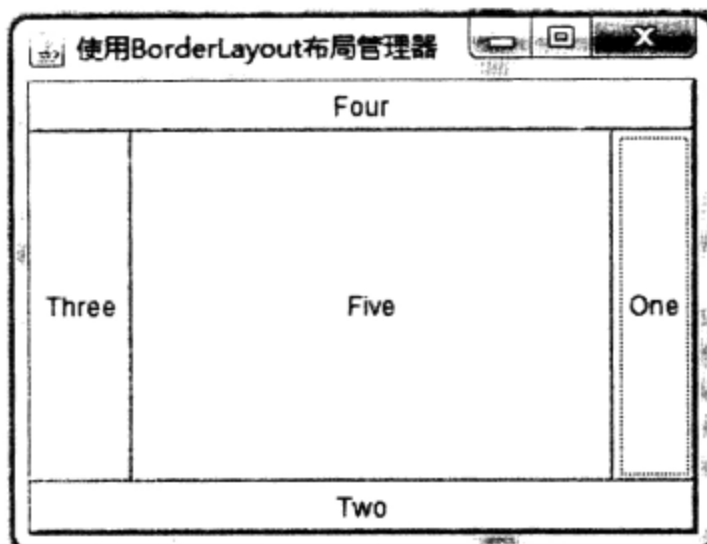 使用BorderLayout布局管理器
Four
Three
Five
One
Two